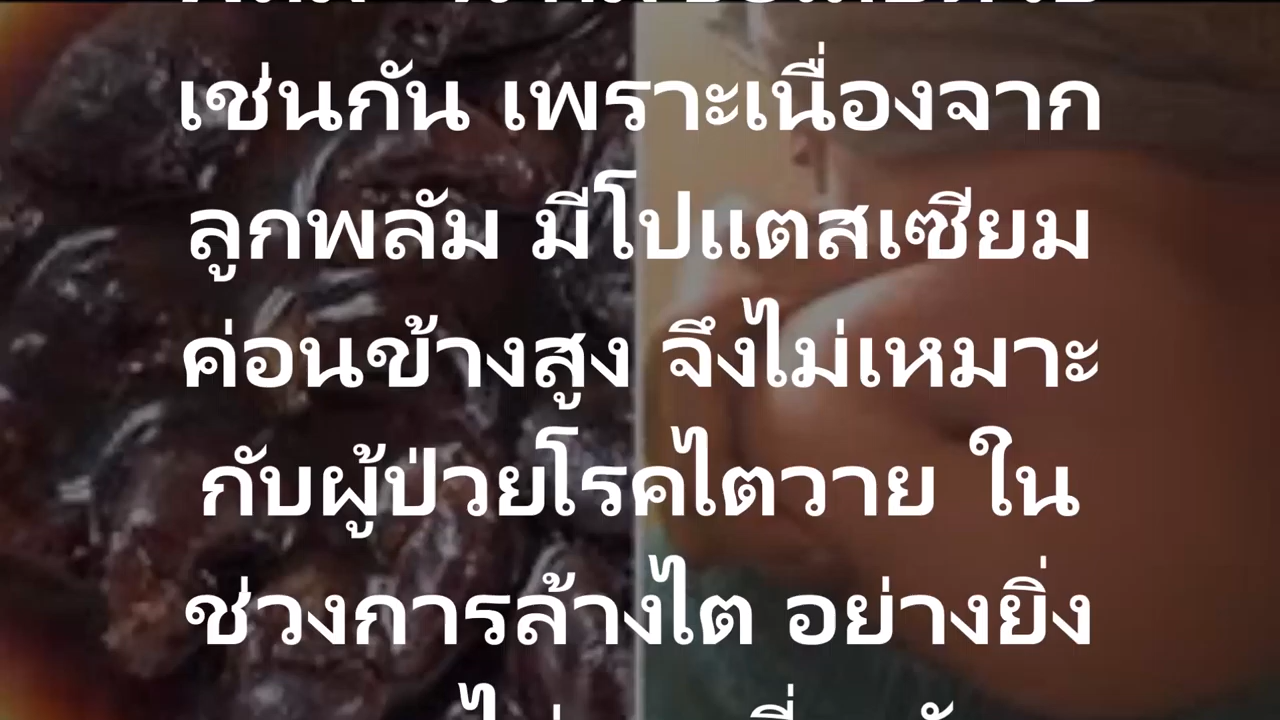 เช่นกัน เพราะเนื่องจาก
ลูกพลัม มีโปแตสเซียม
ค่อนข้างสูง จึงไม่เหมาะ
กับผู้ป่วยโรคไตวาย ใน
ช่วงการล้างไต อย่างยิ่ง